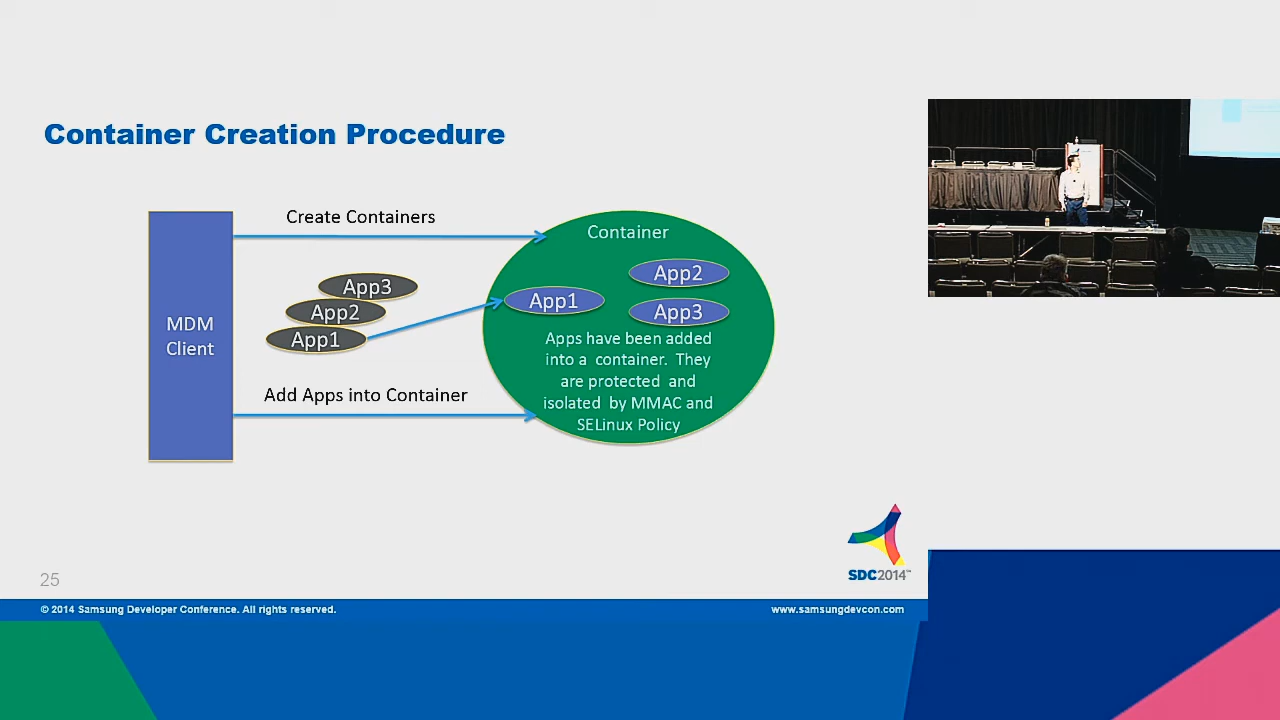 Container Creation Procedure
Create Containers
Container
App3
App2
App1
App1
App2
App3
MDM
Client
Apps have been added
into a container. They
are protected and
isolated by MMAC and
SELinux Policy
Add Apps into Container
SDC2014™
25
© 2014 Samsung Developer Conference. All rights reserved.
www.samsungdevcon.com